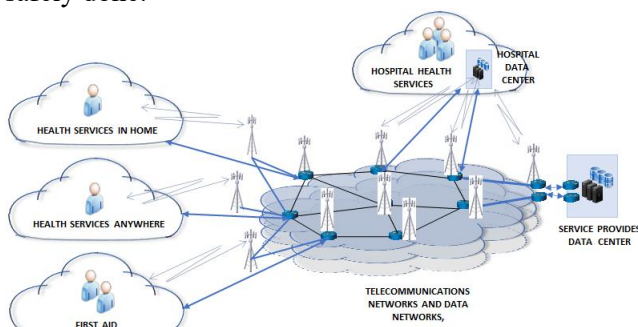 HOSPITAL HEALTH
SERVICES
HOSPITAL
DATA
CENTER
HEALTH SERVICES IN HOME
HEALTH SERVICES ANYWHERE
SERVICE PROVIDES
DATA CENTER
TELECOMMUNICATIONS
NETWORKS AND DATA
NETWORKS,
FIRST AID